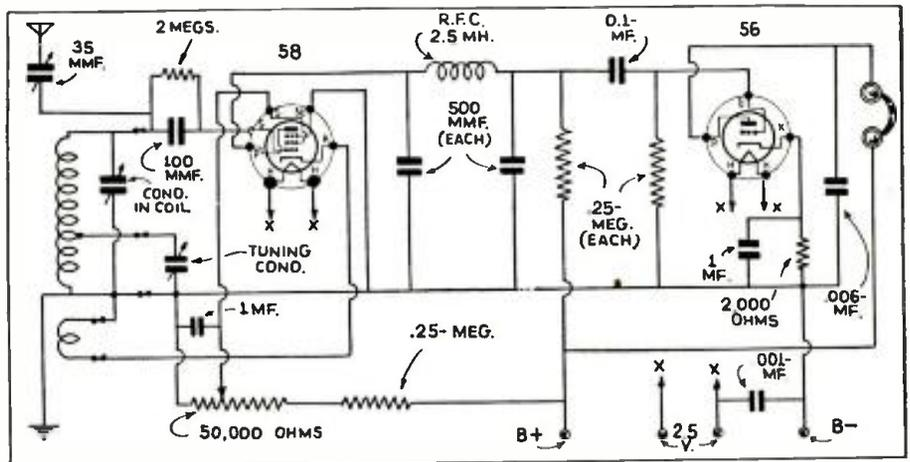 2 MEGS.
35
MMF.
58
R.F.C.
2.5 MH.
0.1-
MF.
56
100
MMF.
COND.
IN COIL
500
MMF.
(EACH)
.25-
MEG.
(EACH)
TUNING
COND.
1
MF.
2,000
OHMS
.006-
MF.
.1 MF.
.25-MEG.
50,000 OHMS
X
X
X
X
X
X
.001-
MF
B+
2.5
V.
B-